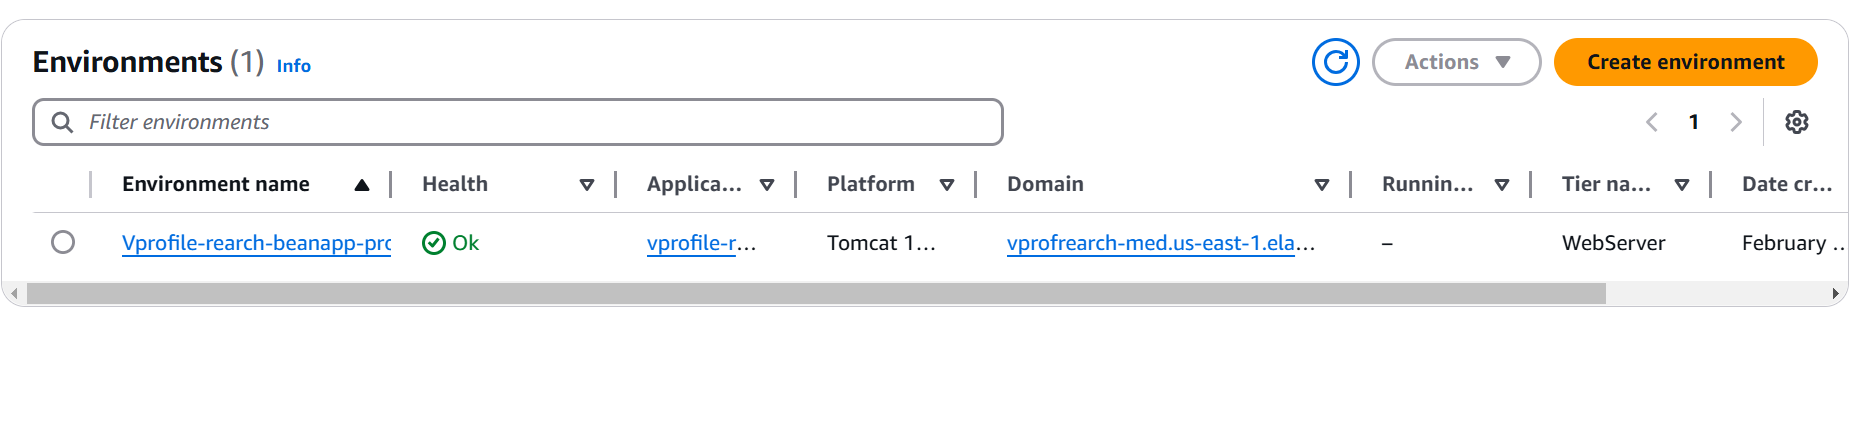 Environments (1) Info
Actions
Create environment
Filter environments
1
Environment name Health Applica... Platform Domain Runnin... Tier na... Date cr...
Vprofile-rearch-beanapp-prc Ok vprofile-r... Tomcat 1... vprofrearch-med.us-east-1.ela... – WebServer February ...